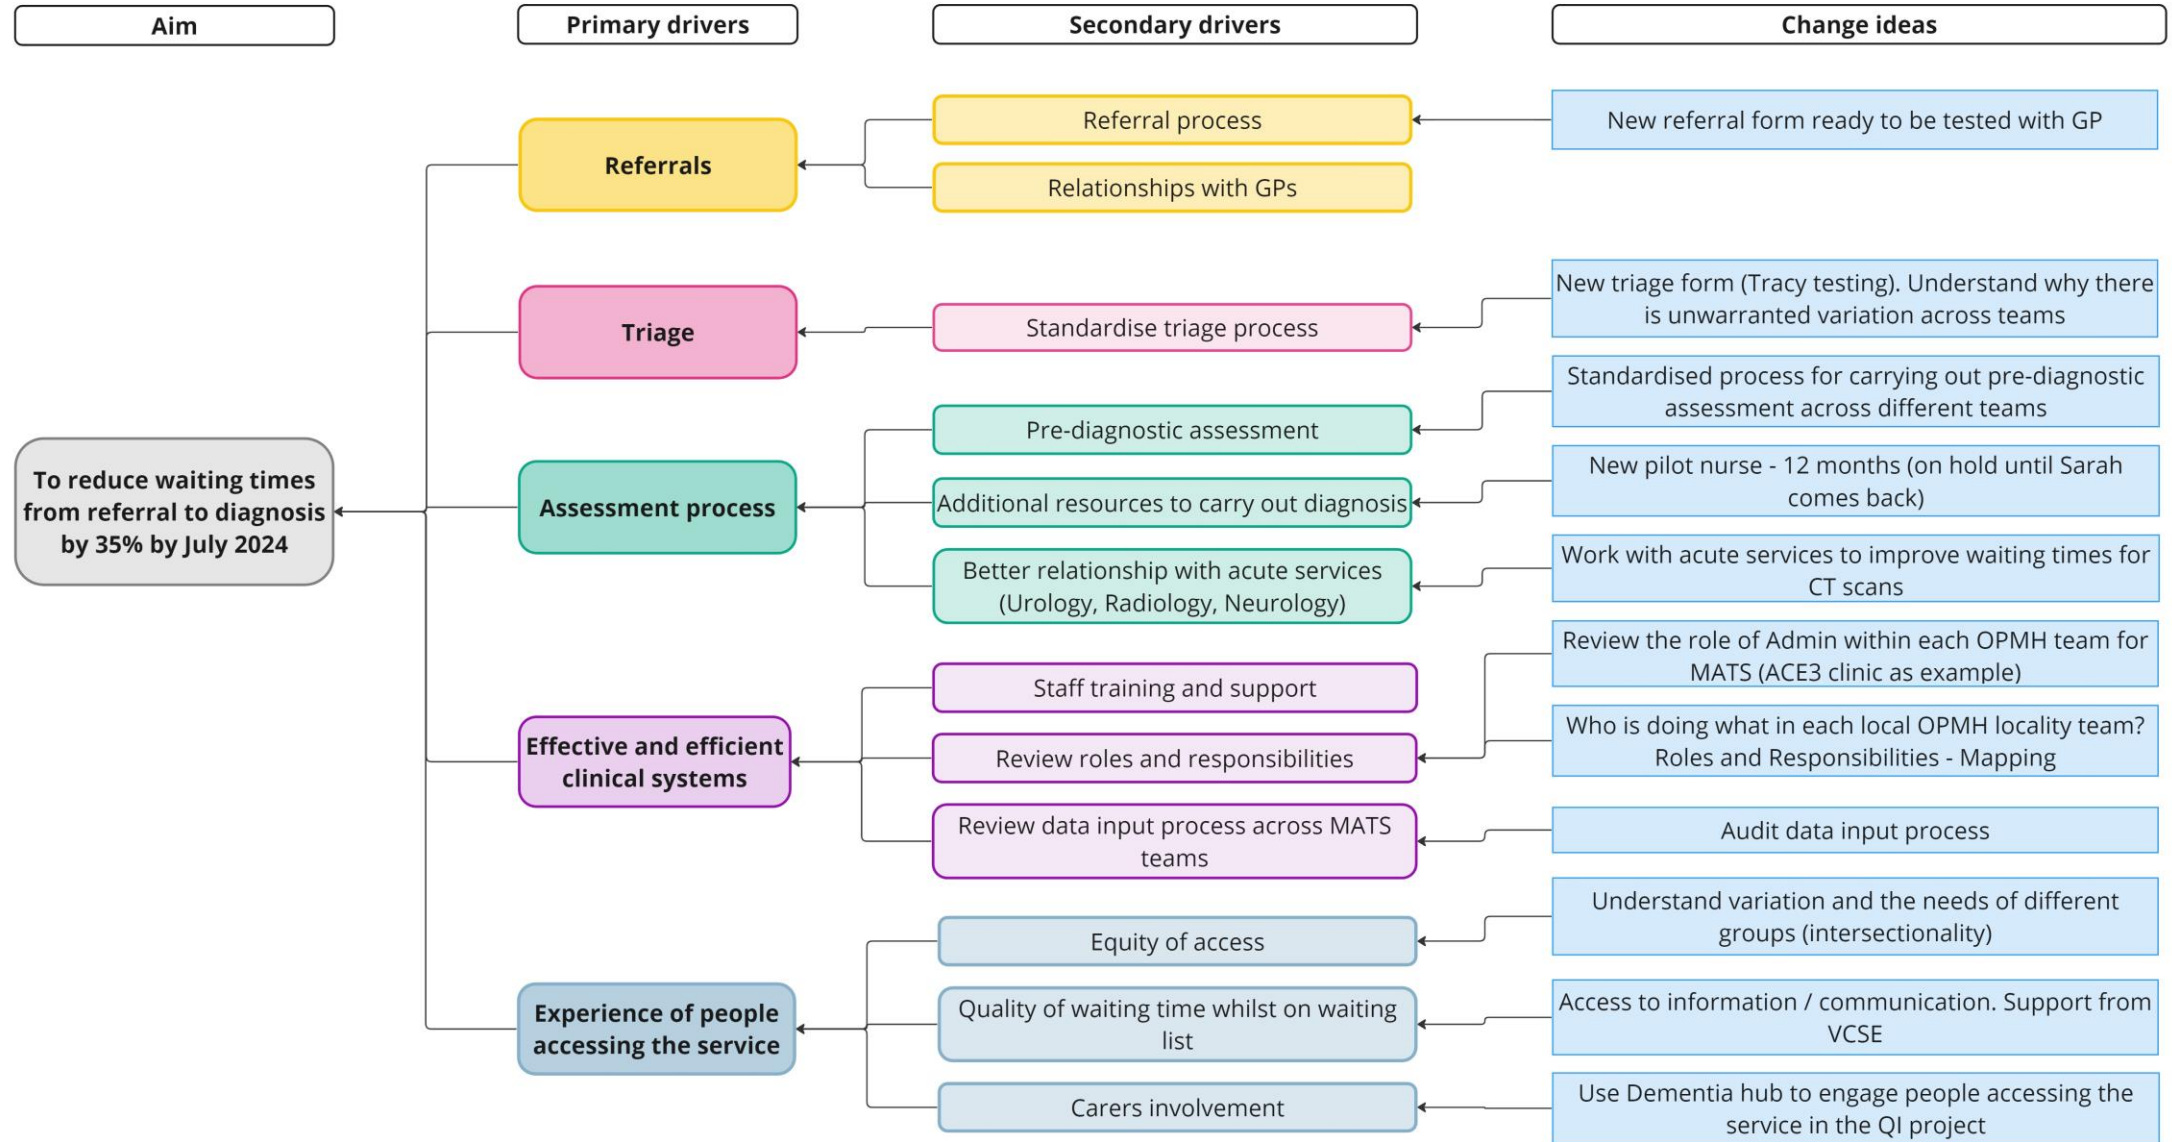 Aim
Primary drivers
Secondary drivers
Change ideas
To reduce waiting times
from referral to diagnosis
by 35% by July 2024
Referrals
Referral process
New referral form ready to be tested with GP
Relationships with GPs
Triage
Standardise triage process
New triage form (Tracy testing). Understand why there
is unwarranted variation across teams
Assessment process
Pre-diagnostic assessment
Standardised process for carrying out pre-diagnostic
assessment across different teams
Additional resources to carry out diagnosis
New pilot nurse - 12 months (on hold until Sarah
comes back)
Better relationship with acute services
(Urology, Radiology, Neurology)
Work with acute services to improve waiting times for
CT scans
Effective and efficient
clinical systems
Staff training and support
Review roles and responsibilities
Review the role of Admin within each OPMH team for
MATS (ACE3 clinic as example)
Who is doing what in each local OPMH locality team?
Roles and Responsibilities - Mapping
Review data input process across MATS
teams
Audit data input process
Experience of people
accessing the service
Equity of access
Understand variation and the needs of different
groups (intersectionality)
Quality of waiting time whilst on waiting
list
Access to information / communication. Support from
VCSE
Carers involvement
Use Dementia hub to engage people accessing the
service in the QI project